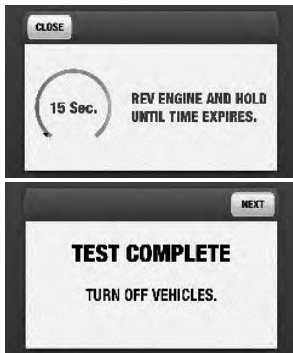 CLOSE
15 Sec.
REV ENGINE AND HOLD
UNTIL TIME EXPIRES.
NEXT
TEST COMPLETE
TURN OFF VEHICLES.